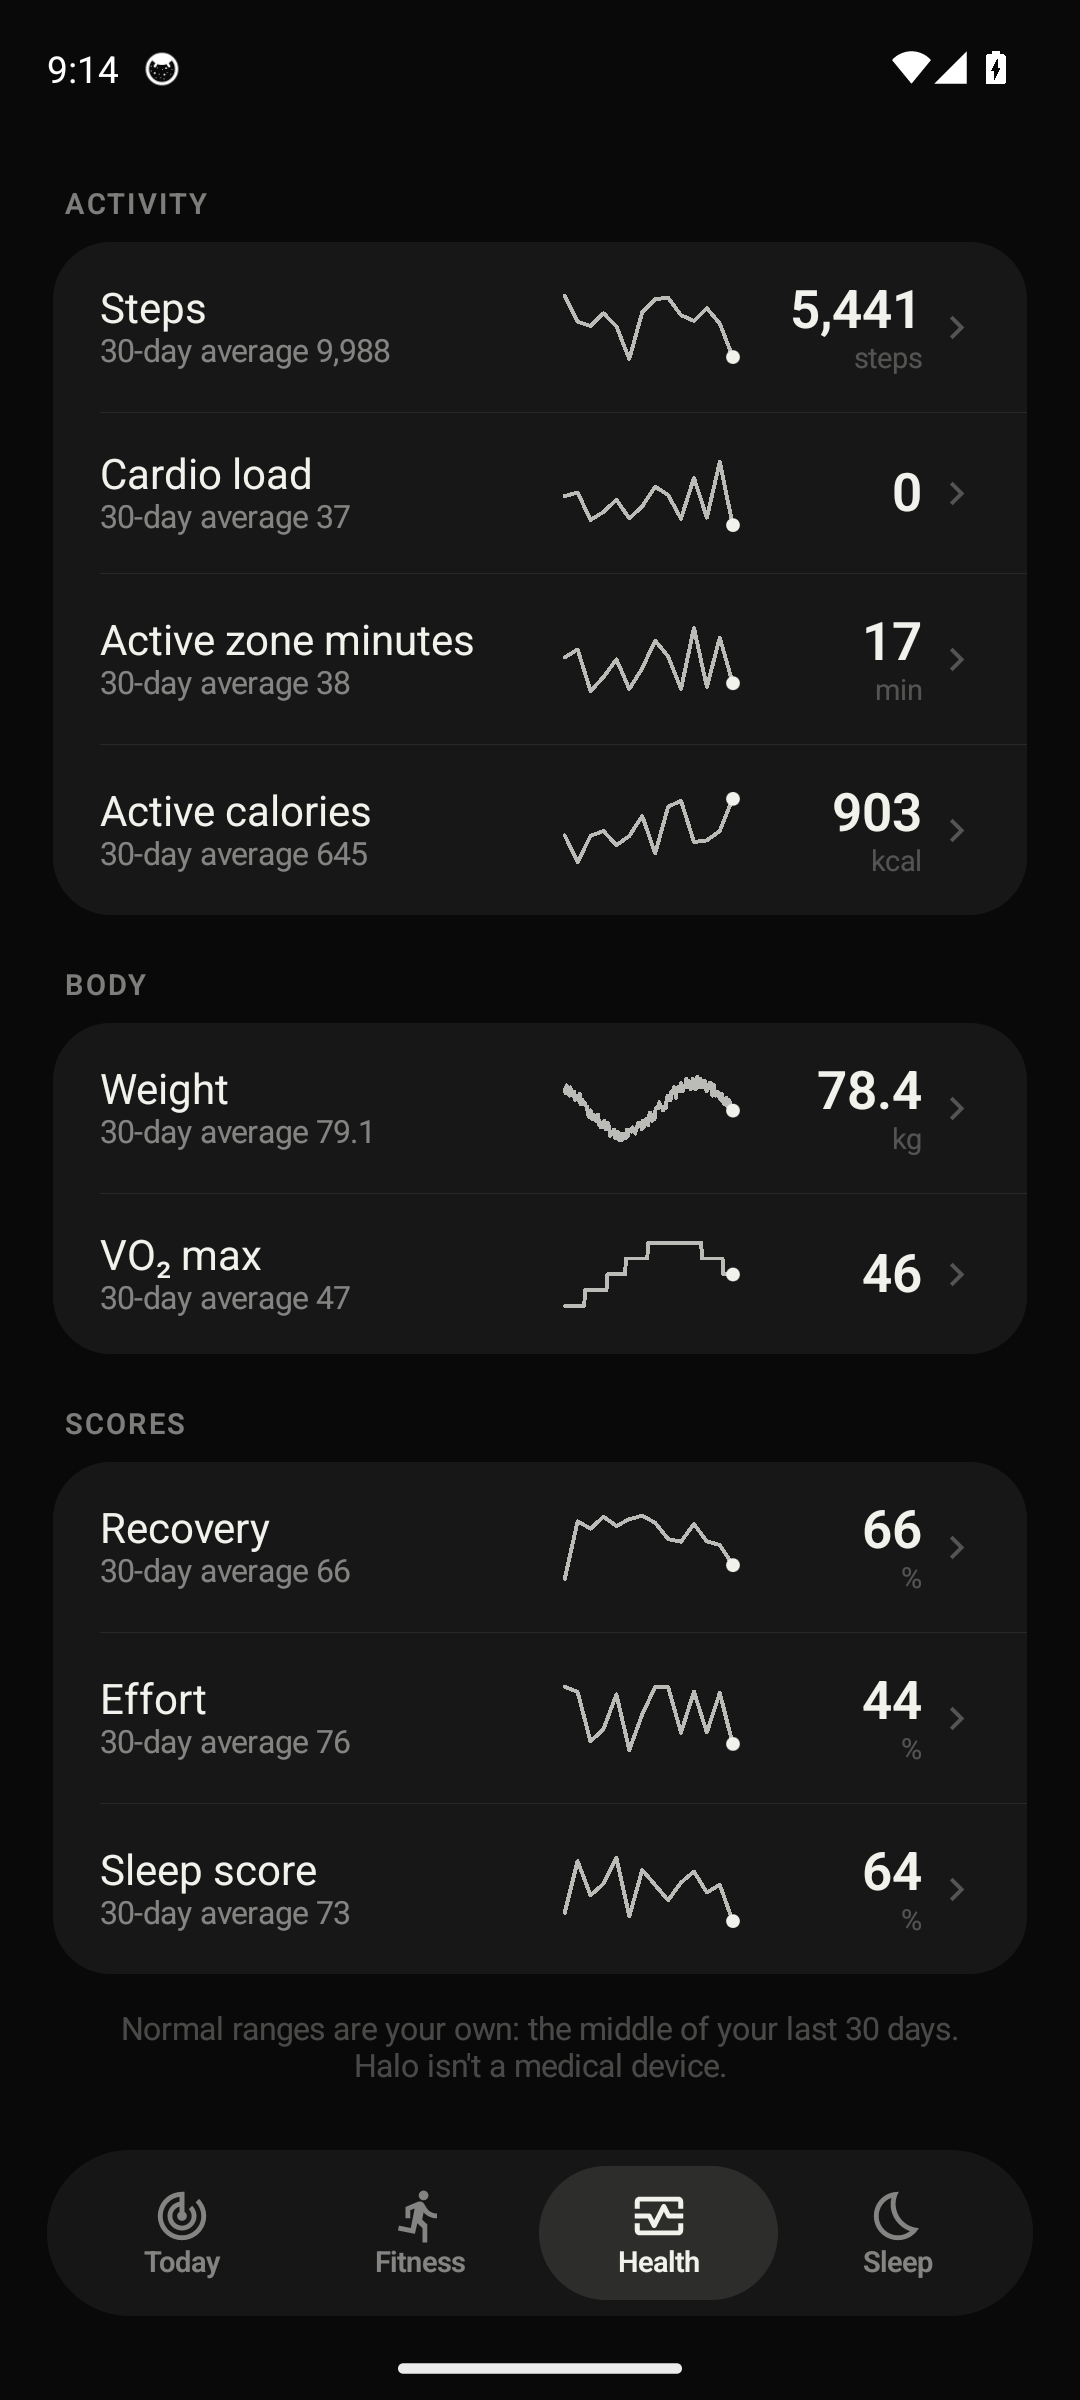 9:14
ACTIVITY
Steps
30-day average 9,988
5,441
steps
Cardio load
30-day average 37
0
Active zone minutes
30-day average 38
17
min
Active calories
30-day average 645
903
kcal
BODY
Weight
30-day average 79.1
78.4
kg
VO₂ max
30-day average 47
46
SCORES
Recovery
30-day average 66
66
%
Effort
30-day average 76
44
%
Sleep score
30-day average 73
64
%
Normal ranges are your own: the middle of your last 30 days.
Halo isn't a medical device.
Today
Fitness
Health
Sleep